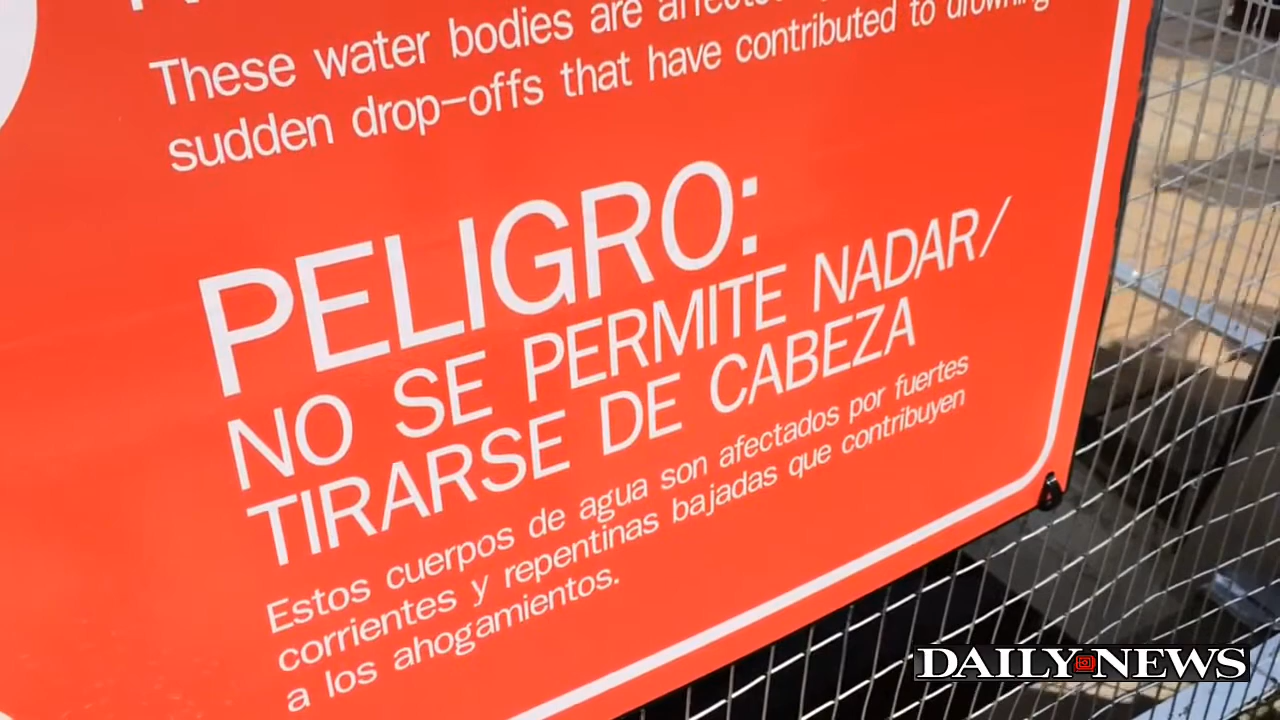 These water bodies are affected
sudden drop-offs that have contributed to drowning
PELIGRO:
NO SE PERMITE NADAR/
TIRARSE DE CABEZA
Estos cuerpos de agua son afectados por fuertes
corrientes y repentinas bajadas que contribuyen
a los ahogamientos.
DAILY NEWS